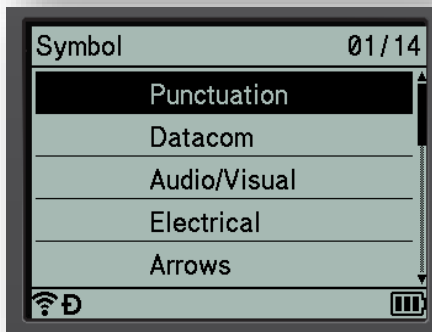 Symbol 01/14
Punctuation
Datacom
Audio/Visual
Electrical
Arrows
Đ